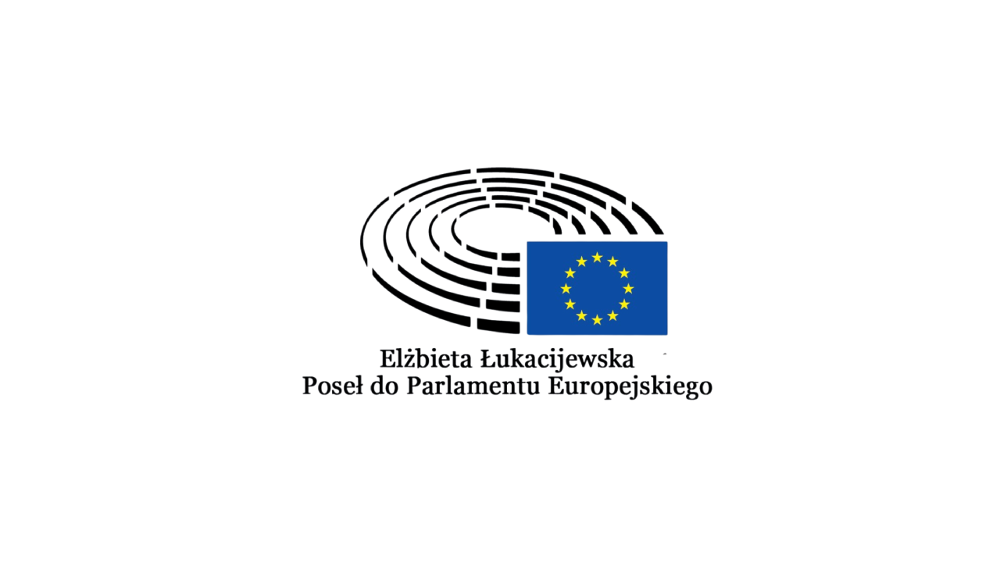 Elżbieta Łukacijewska
Poseł do Parlamentu Europejskiego